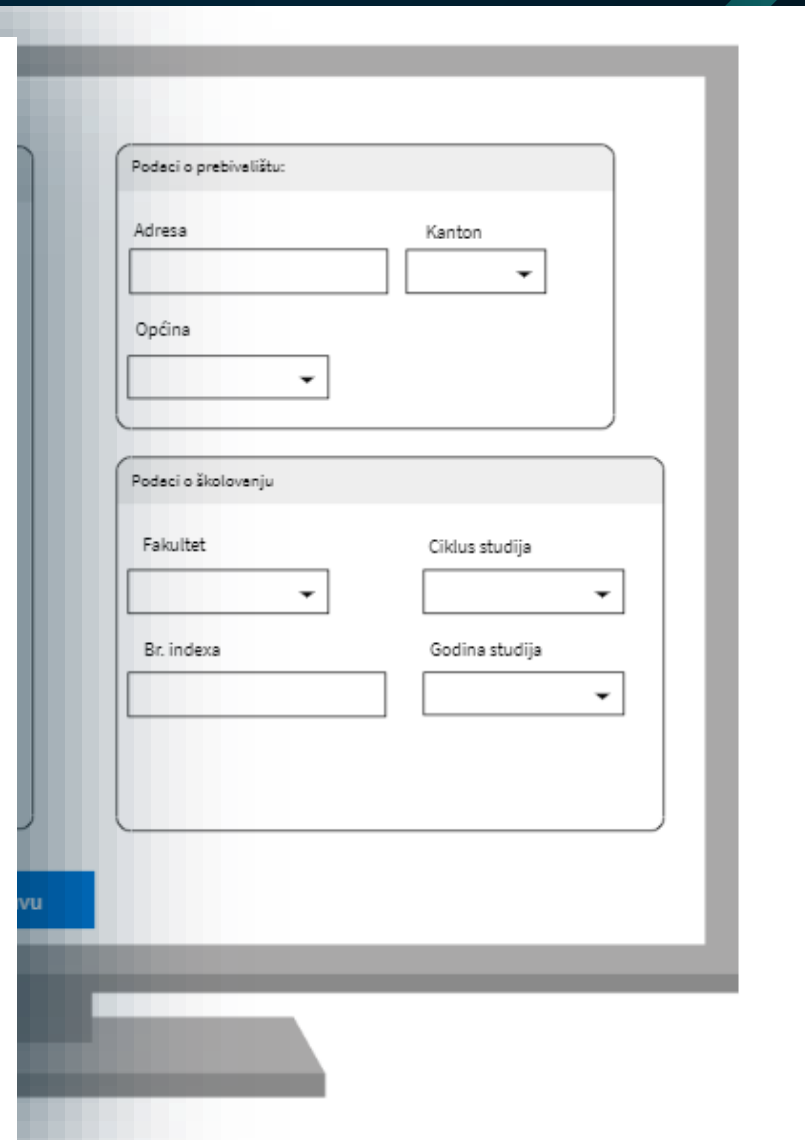 Podaci o prebivalištu:
Adresa
Kanton
Općina
Podaci o školovanju
Fakultet
Ciklus studija
Br. indexa
Godina studija
vu